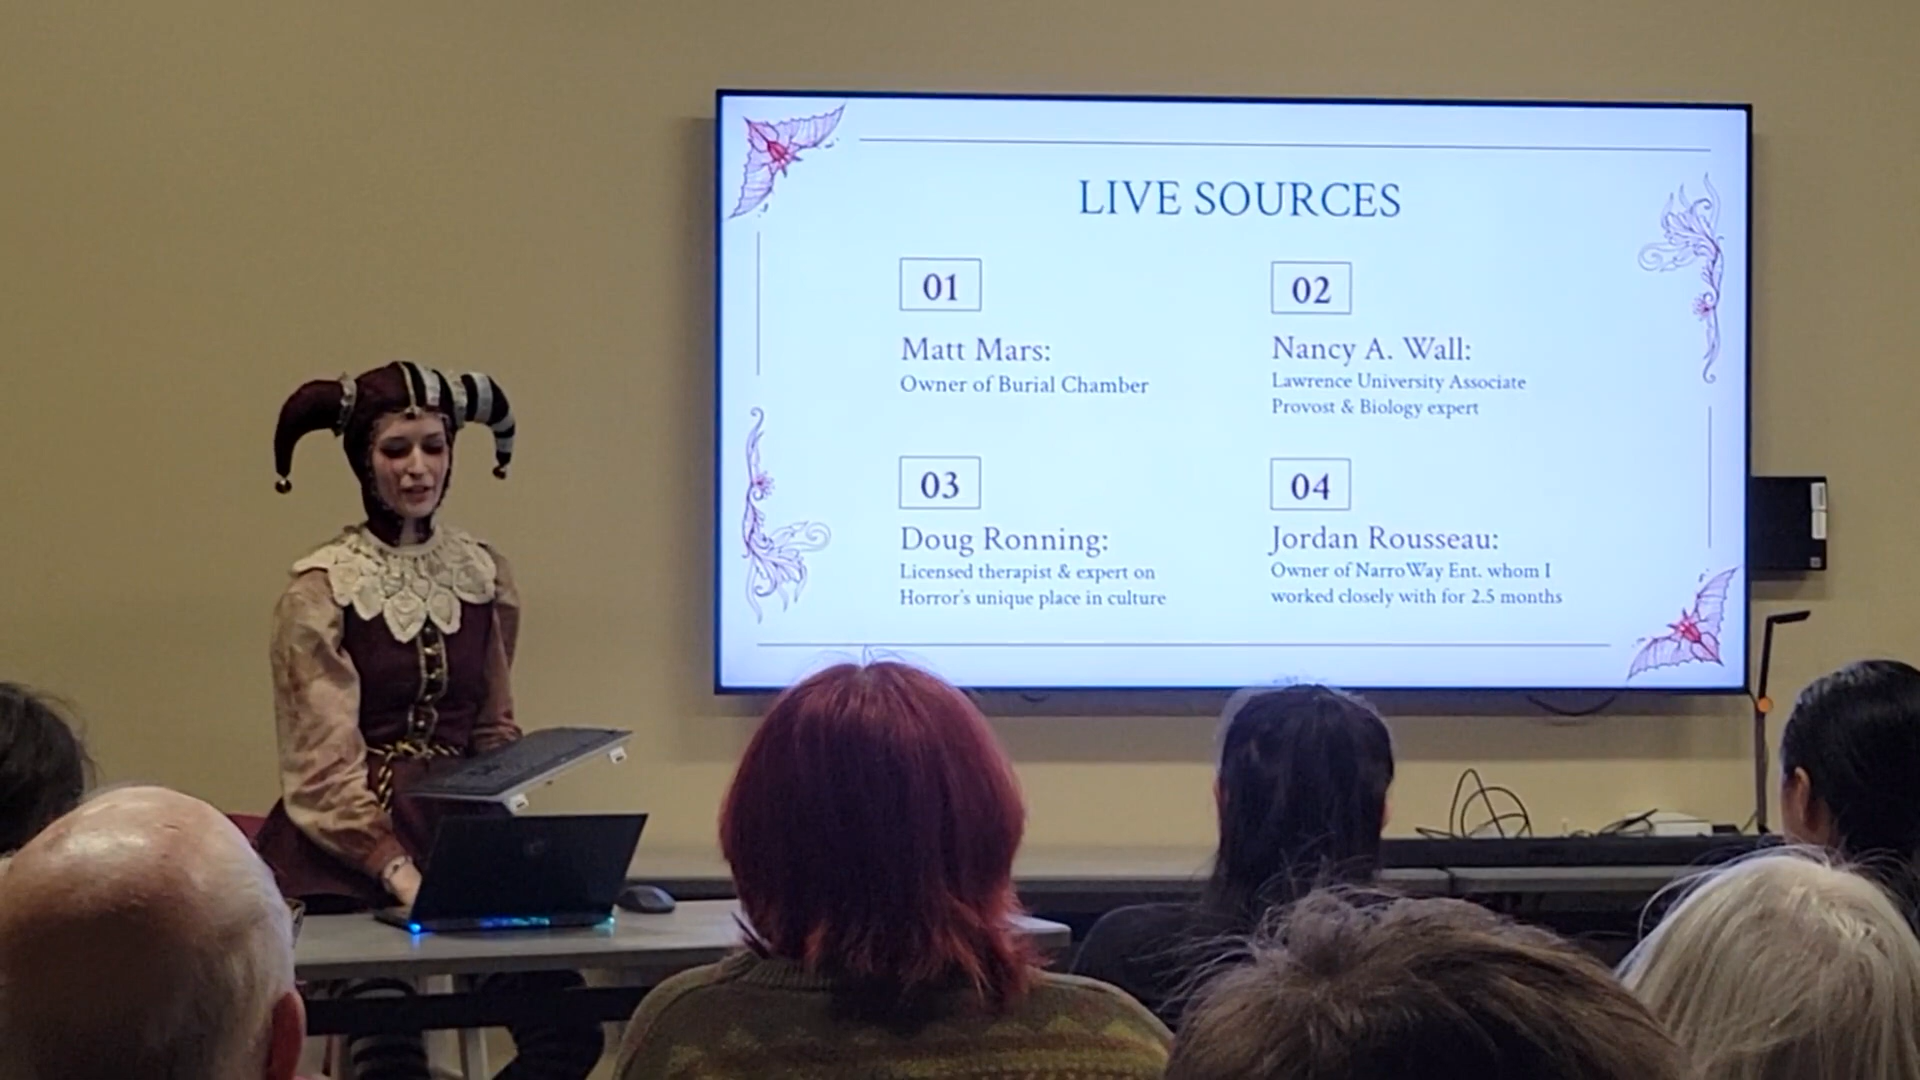 LIVE SOURCES
01
Matt Mars:
Owner of Burial Chamber
02
Nancy A. Wall:
Lawrence University Associate
Provost & Biology expert
03
Doug Ronning:
Licensed therapist & expert on
Horror's unique place in culture
04
Jordan Rousseau:
Owner of NarroWay Ent. whom I
worked closely with for 2.5 months